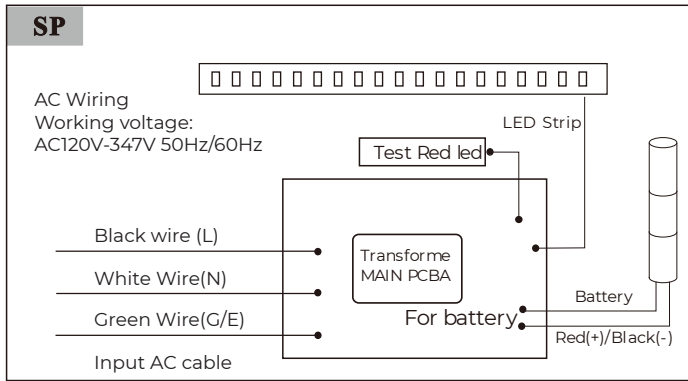 SP
AC Wiring
Working voltage:
AC120V-347V 50Hz/60Hz
LED Strip
Test Red led
Black wire (L)
White Wire(N)
Green Wire(G/E)
Input AC cable
Transforme
MAIN PCBA
For battery
Battery
Red(+)/Black(-)